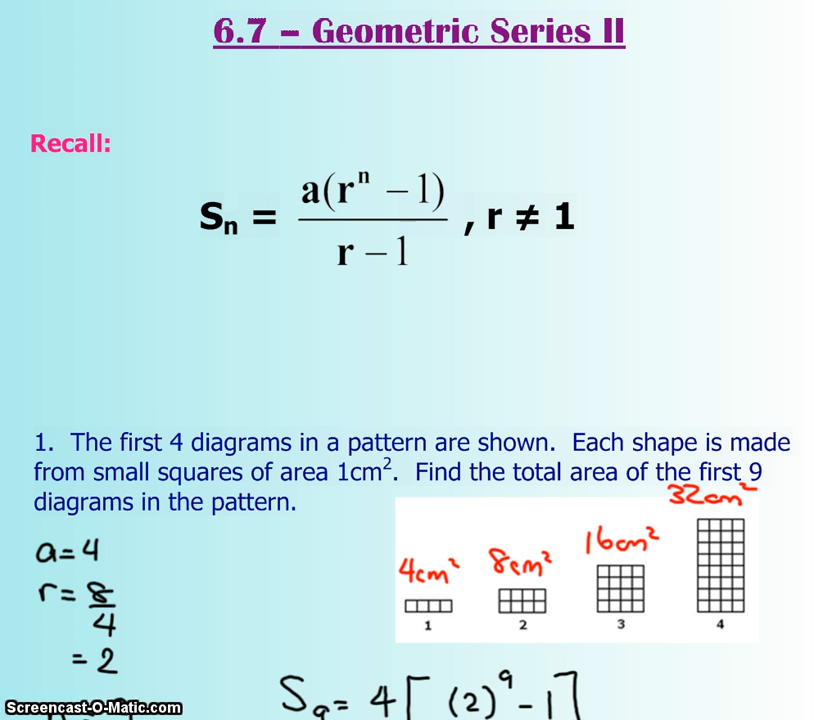 6.7 – Geometric Series II
Recall:
Sₙ = a(rⁿ – 1) / r – 1 , r ≠ 1
1. The first 4 diagrams in a pattern are shown. Each shape is made
from small squares of area 1cm². Find the total area of the first 9
diagrams in the pattern.
32cm²
16cm²
8cm²
4cm²
1 2 3 4
a = 4
r = 8/4
= 2
S₉ = 4[(2)⁹ – 1]
Screencast-O-Matic.com